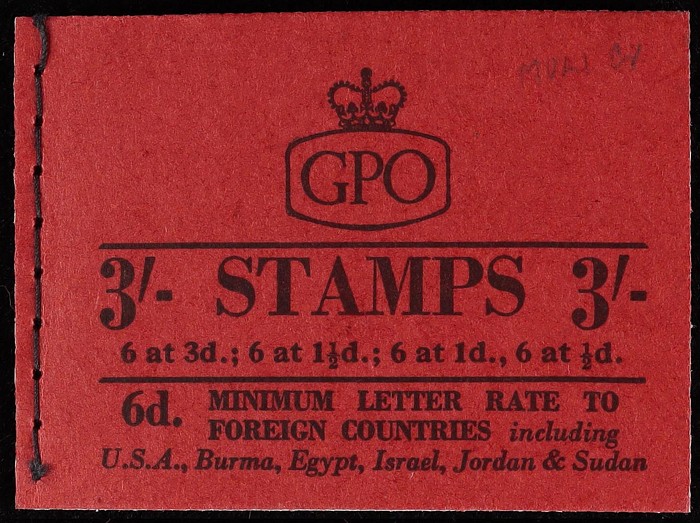 GPO
3/- STAMPS 3/-
6 at 3d.; 6 at 1½d.; 6 at 1d., 6 at ½d.
6d. MINIMUM LETTER RATE TO
FOREIGN COUNTRIES including
U.S.A., Burma, Egypt, Israel, Jordan & Sudan